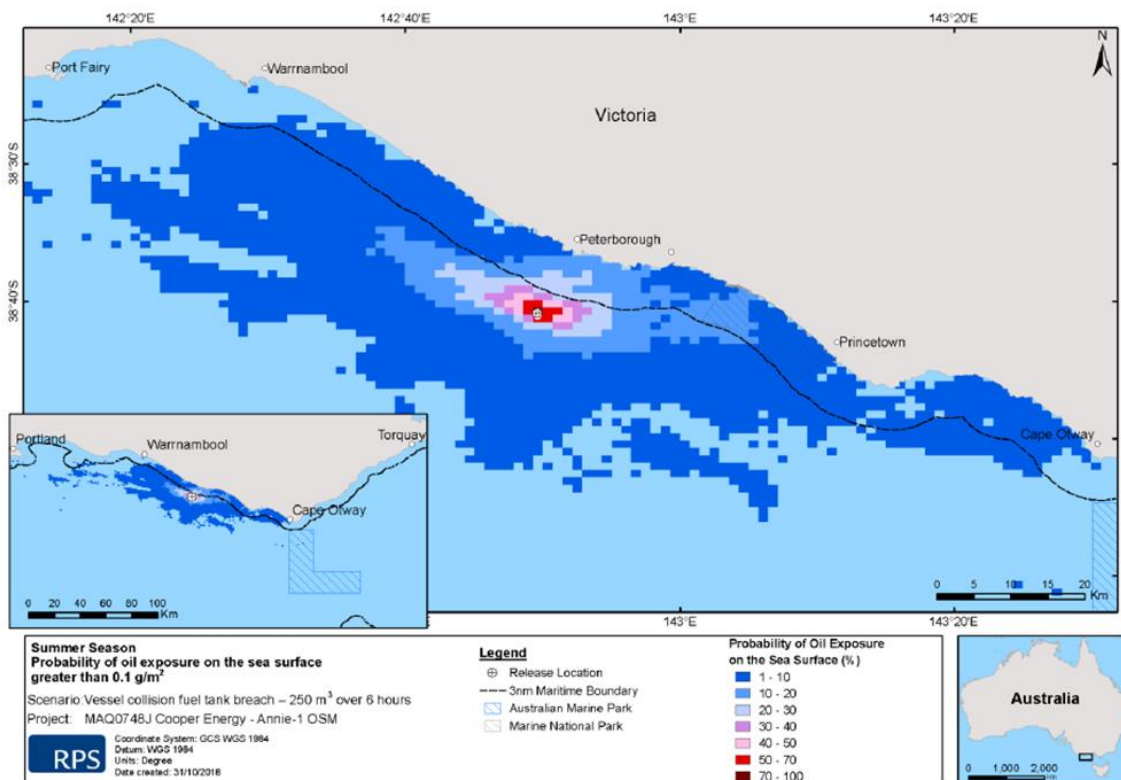 142°20'E 142°40'E 143°E 143°20'E
N
Port Fairy
Warrnambool
Victoria
38°30'S
Peterborough
38°40'S
Princetown
Cape Otway
Portland
Warrnambool
Torquay
Cape Otway
0 20 40 60 80 100
Km
0 5 10 15 20
Km
143°E 143°20'E
Summer Season
Probability of oil exposure on the sea surface
greater than 0.1 g/m²
Scenario: Vessel collision fuel tank breach – 250 m³ over 6 hours
Project: MAQ0748J Cooper Energy - Annie-1 OSM
RPS
Coordinate System: GCS WGS 1984
Datum: WGS 1984
Units: Degree
Date created: 31/10/2018
Legend
Release Location
3nm Maritime Boundary
Australian Marine Park
Marine National Park
Probability of Oil Exposure
on the Sea Surface (%)
1 - 10
10 - 20
20 - 30
30 - 40
40 - 50
50 - 70
70 - 100
Australia
0 1,000 2,000
Km